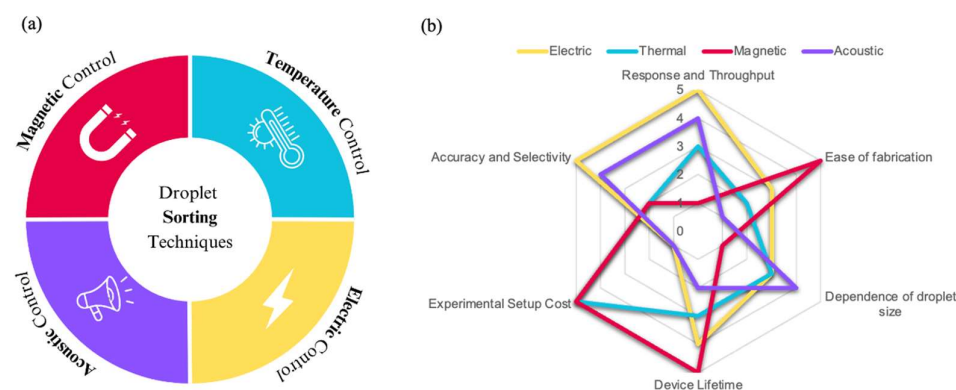 (a)
Magnetic Control
Temperature Control
Droplet
Sorting
Techniques
Acoustic Control
Electric Control
(b)
Electric
Thermal
Magnetic
Acoustic
Response and Throughput
5
4
3
2
1
0
Accuracy and Selectivity
Ease of fabrication
Experimental Setup Cost
Dependence of droplet
size
Device Lifetime